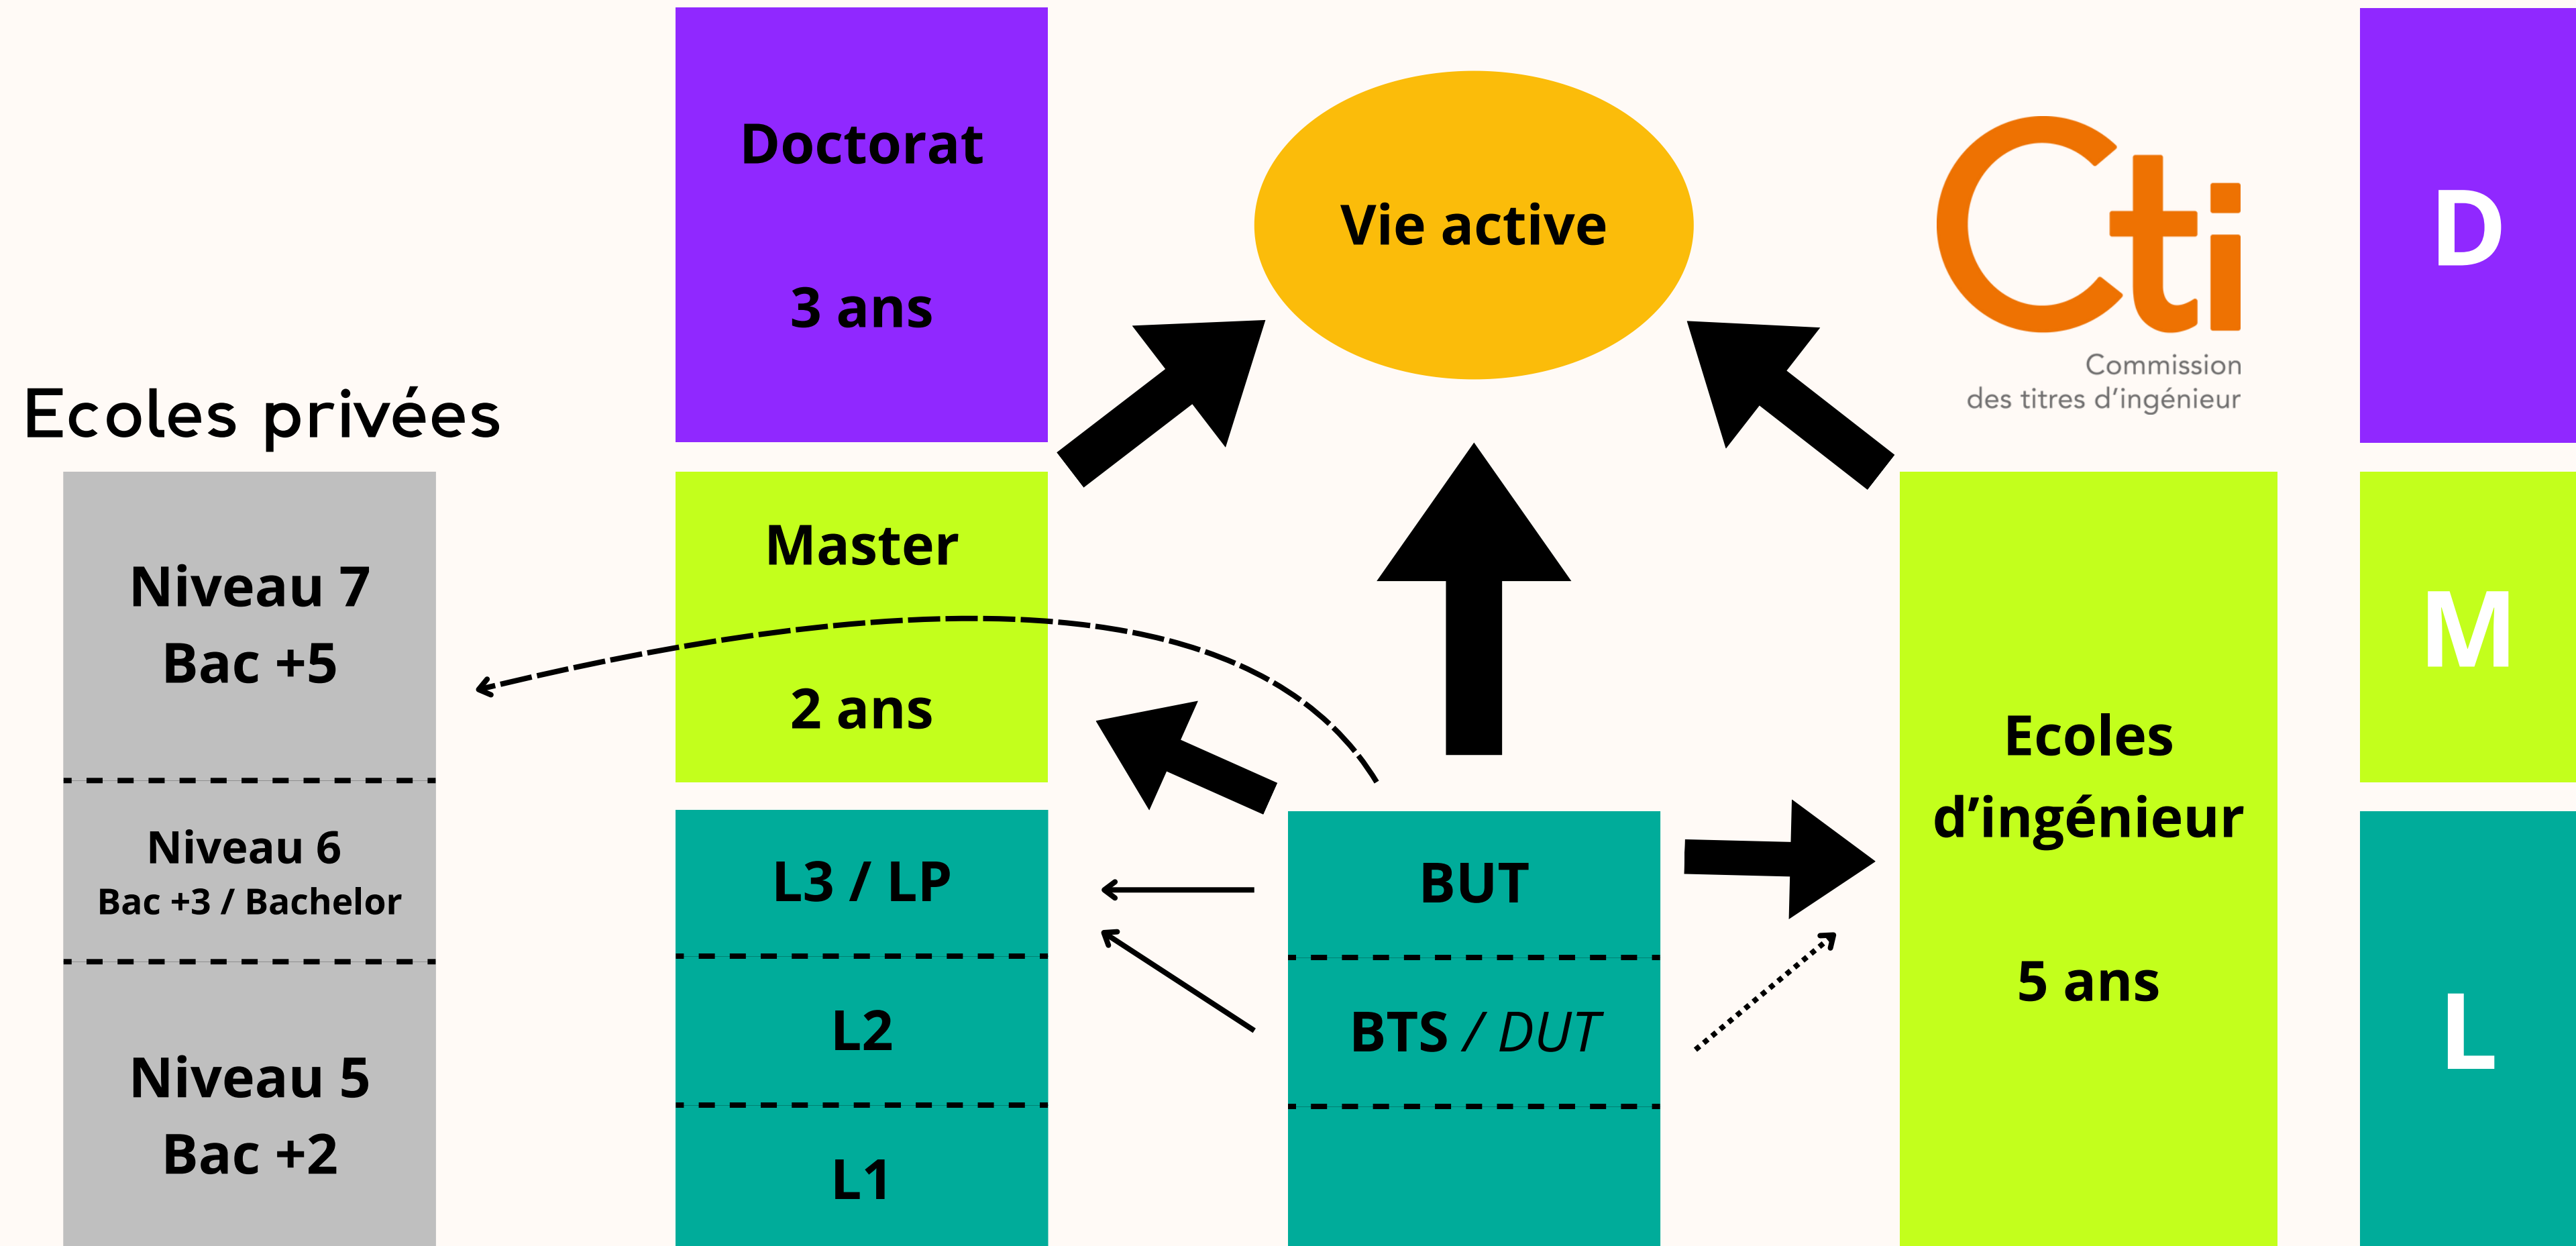 Ecoles privées
Niveau 7
Bac +5
Niveau 6
Bac +3 / Bachelor
Niveau 5
Bac +2
Doctorat
3 ans
Master
2 ans
L3 / LP
L2
L1
Vie active
BUT
BTS / DUT
Cti
Commission
des titres d’ingénieur
Ecoles
d’ingénieur
5 ans
D
M
L